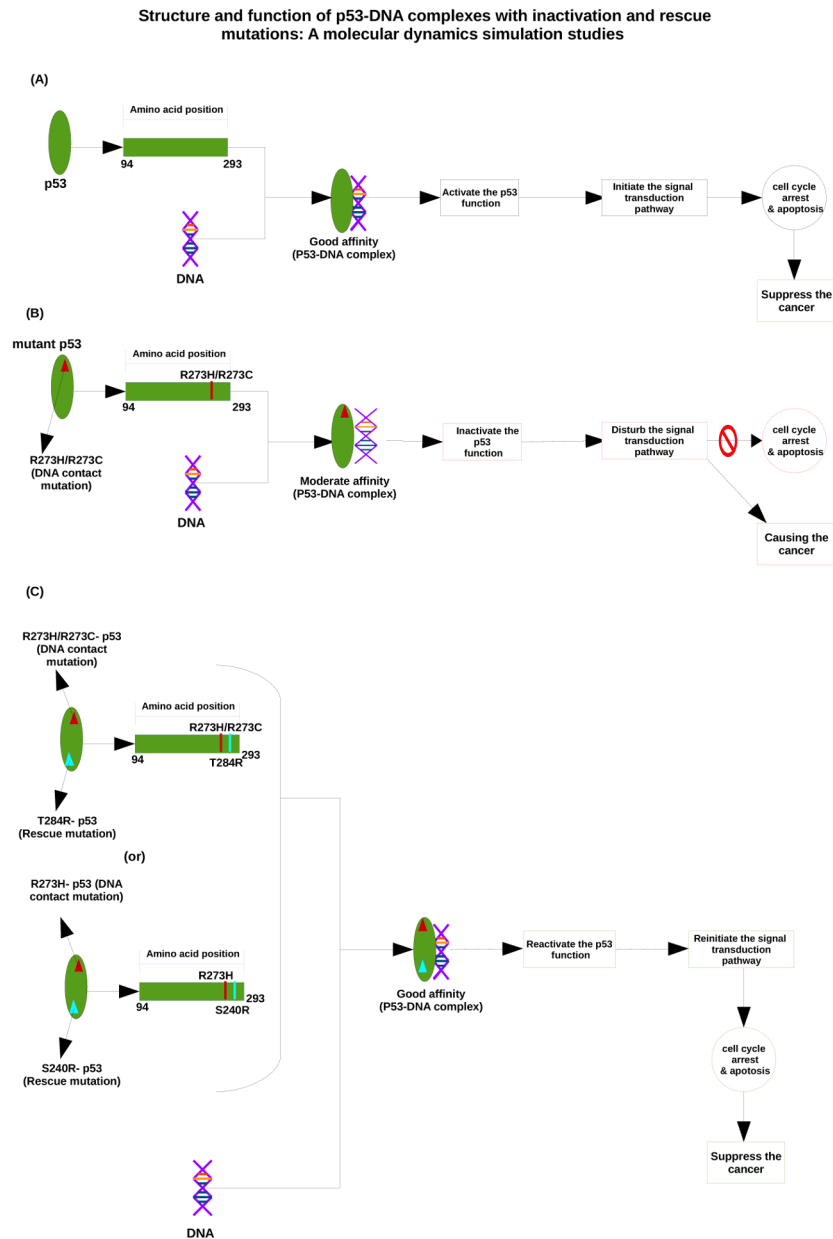 Structure and function of p53-DNA complexes with inactivation and rescue
mutations: A molecular dynamics simulation studies
(A)
Amino acid position
94
293
p53
DNA
Good affinity
(P53-DNA complex)
Activate the p53
function
Initiate the signal
transduction
pathway
cell cycle
arrest
& apoptosis
Suppress the
cancer
(B)
mutant p53
Amino acid position
R273H/R273C
94
293
R273H/R273C
(DNA contact
mutation)
DNA
Moderate affinity
(P53-DNA complex)
Inactivate the
p53
function
Disturb the signal
transduction
pathway
cell cycle
arrest
& apoptosis
Causing the
cancer
(C)
R273H/R273C- p53
(DNA contact
mutation)
Amino acid position
R273H/R273C
94
293
T284R
T284R- p53
(Rescue mutation)
(or)
R273H- p53 (DNA
contact mutation)
Amino acid position
R273H
94
293
S240R
S240R- p53
(Rescue mutation)
DNA
Good affinity
(P53-DNA complex)
Reactivate the p53
function
Reinitiate the signal
transduction
pathway
cell cycle
arrest
& apotosis
Suppress the
cancer